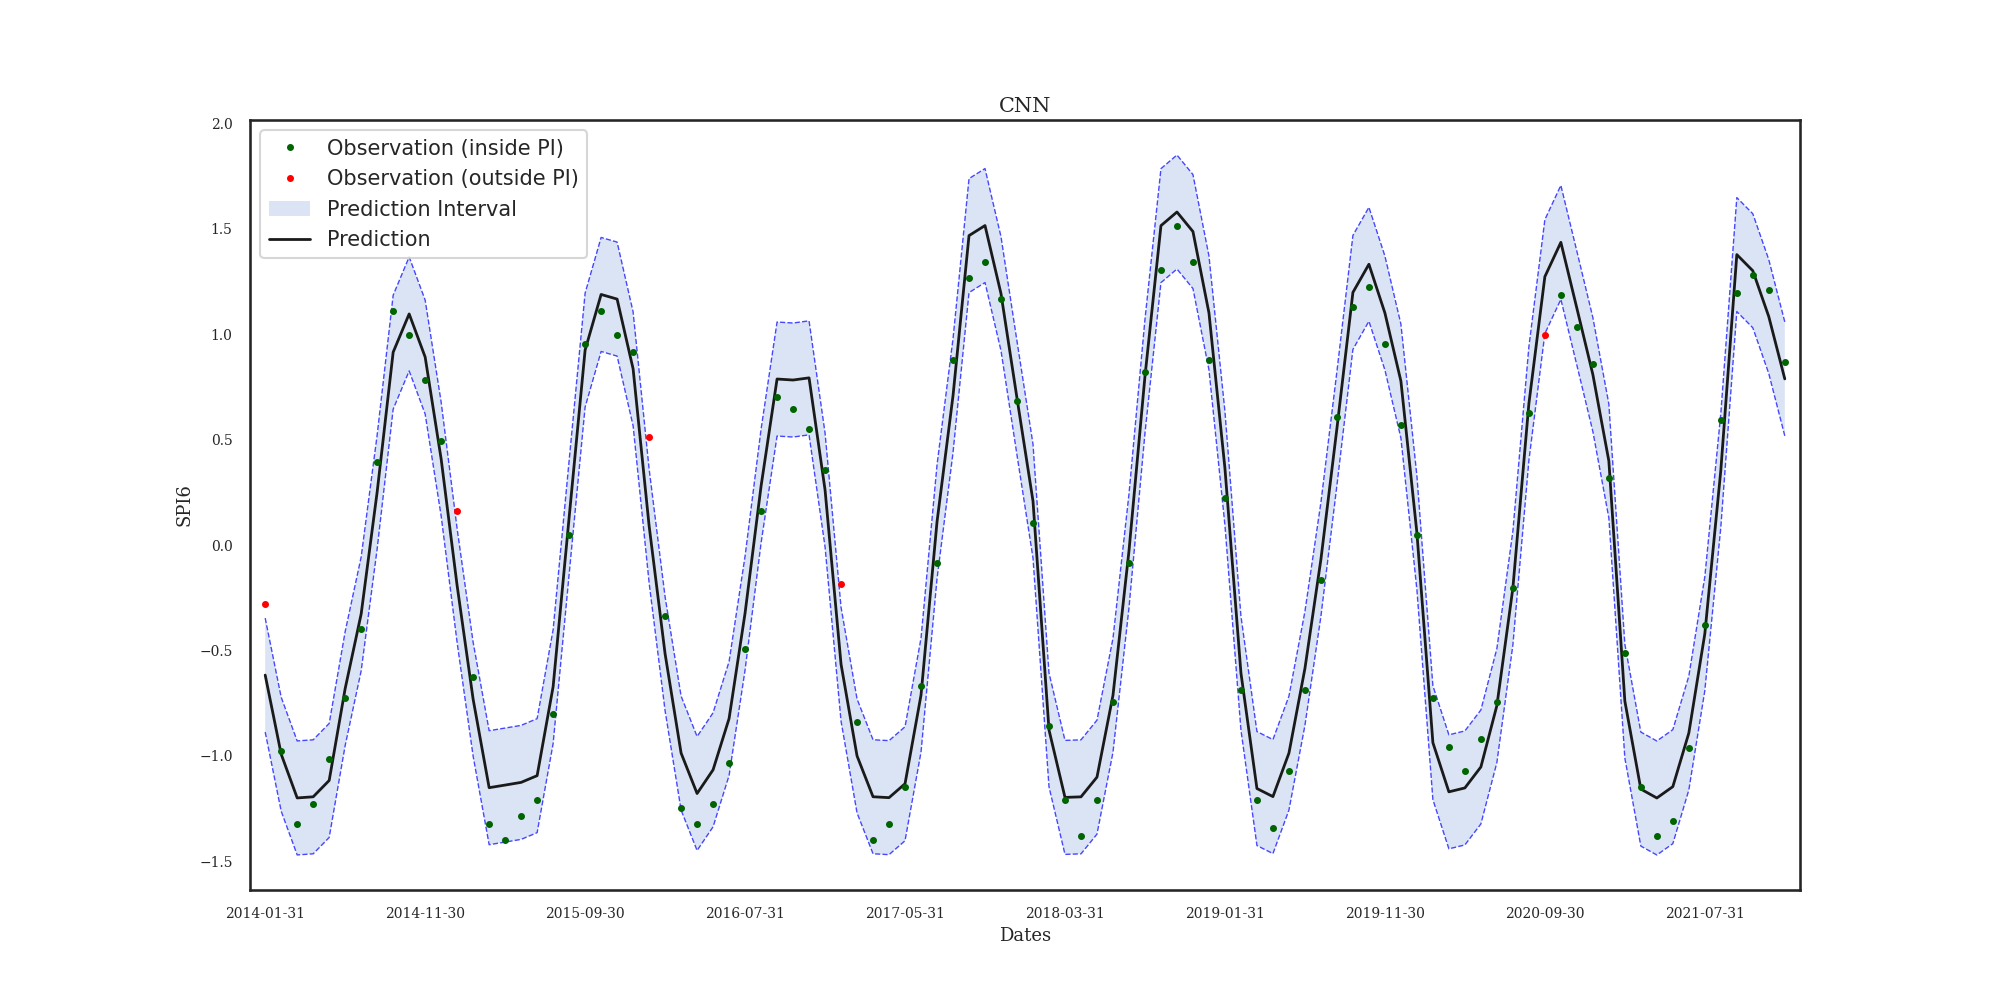 CNN
Observation (inside PI)
Observation (outside PI)
Prediction Interval
Prediction
2.0
1.5
1.0
0.5
0.0
−0.5
−1.0
−1.5
SPI6
2014-01-31 2014-11-30 2015-09-30 2016-07-31 2017-05-31 2018-03-31 2019-01-31 2019-11-30 2020-09-30 2021-07-31
Dates